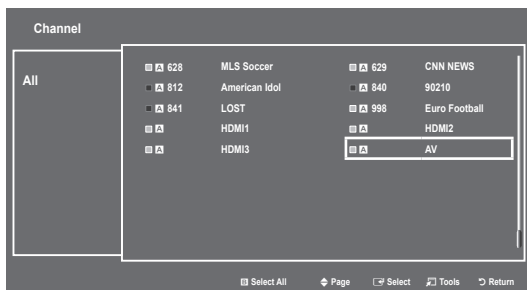 Channel
All
A 628 MLS Soccer A 629 CNN NEWS
A 812 American Idol A 840 90210
A 841 LOST A 998 Euro Football
A HDMI1 A HDMI2
A HDMI3 A AV
Select All Page Select Tools Return